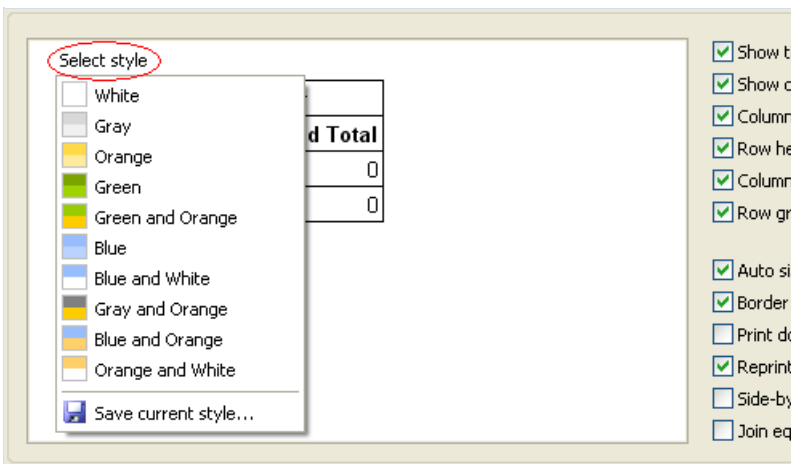 Select style
White
Gray
Orange
Green
Green and Orange
Blue
Blue and White
Gray and Orange
Blue and Orange
Orange and White
Save current style...
d Total
0
0
Show t
Show c
Column
Row he
Column
Row gr
Auto si
Border
Print do
Reprint
Side-by
Join eq